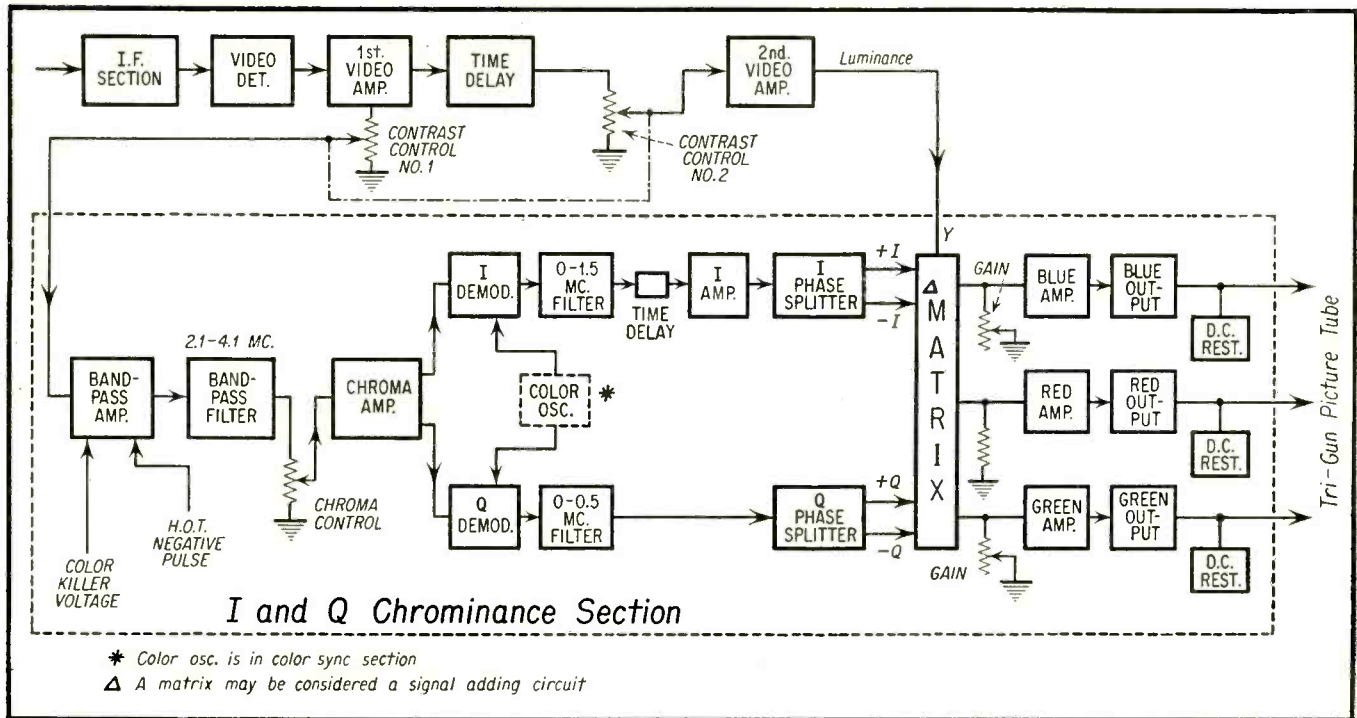 I.F.
SECTION
VIDEO
DET.
1st.
VIDEO
AMP.
TIME
DELAY
2nd.
VIDEO
AMP.
Luminance
CONTRAST
CONTROL
NO.1
CONTRAST
CONTROL
NO.2
Y
I
DEMOD.
0-1.5
MC.
FILTER
TIME
DELAY
I
AMP.
I
PHASE
SPLITTER
+I
-I
Δ
MATRIX
GAIN
BLUE
AMP.
BLUE
OUT-
PUT
D.C.
REST.
2.1-4.1 MC.
BAND-
PASS
AMP.
BAND-
PASS
FILTER
CHROMA
AMP.
COLOR
OSC.
*
RED
AMP.
RED
OUT-
PUT
D.C.
REST.
Tri-Gun Picture Tube
CHROMA
CONTROL
Q
DEMOD.
0-0.5
MC.
FILTER
Q
PHASE
SPLITTER
+Q
-Q
GAIN
GREEN
AMP.
GREEN
OUT-
PUT
D.C.
REST.
COLOR
KILLER
VOLTAGE
H.O.T.
NEGATIVE
PULSE
I and Q Chrominance Section
* Color osc. is in color sync section
Δ A matrix may be considered a signal adding circuit